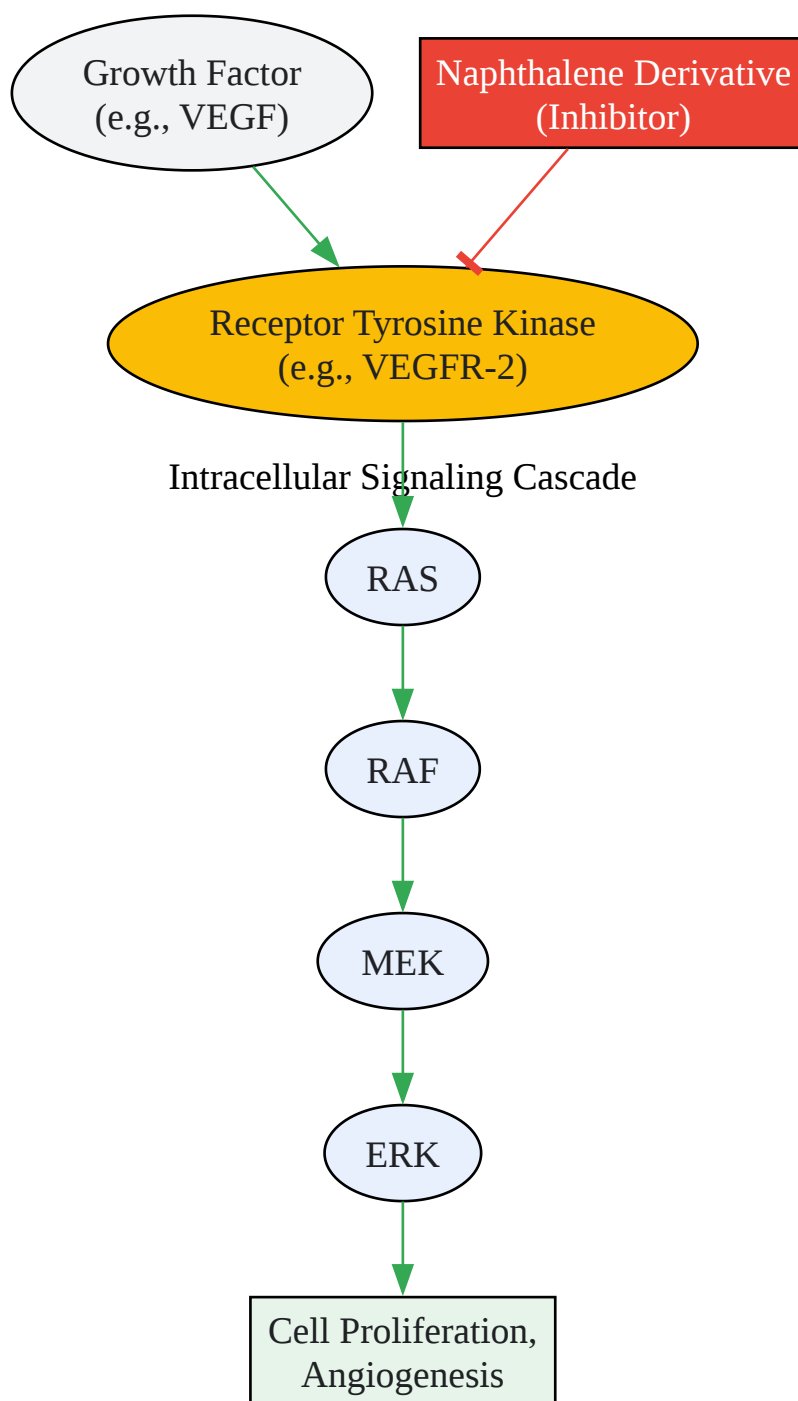 Growth Factor
(e.g., VEGF)
Naphthalene Derivative
(Inhibitor)
Receptor Tyrosine Kinase
(e.g., VEGFR-2)
Intracellular Signaling Cascade
RAS
RAF
MEK
ERK
Cell Proliferation,
Angiogenesis